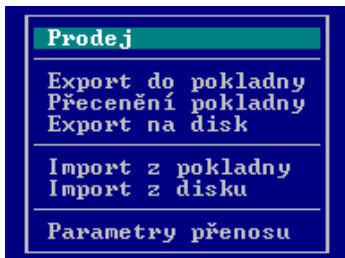 Prodej
Export do pokladny
Přecenění pokladny
Export na disk
Import z pokladny
Import z disku
Parametry přenosu